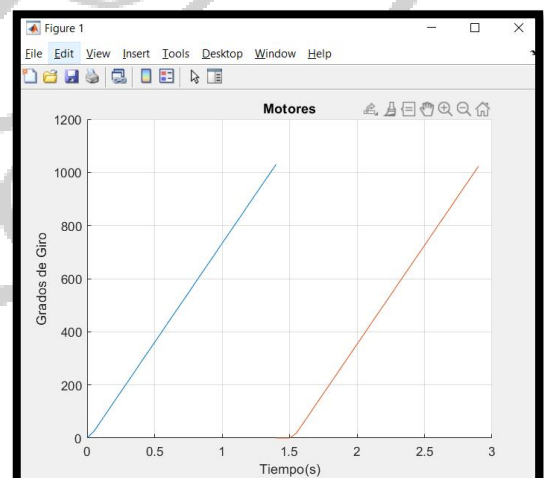 Figure 1
File Edit View Insert Tools Desktop Window Help
Motores
1200
1000
800
600
400
200
0
Grados de Giro
0 0.5 1 1.5 2 2.5 3
Tiempo(s)